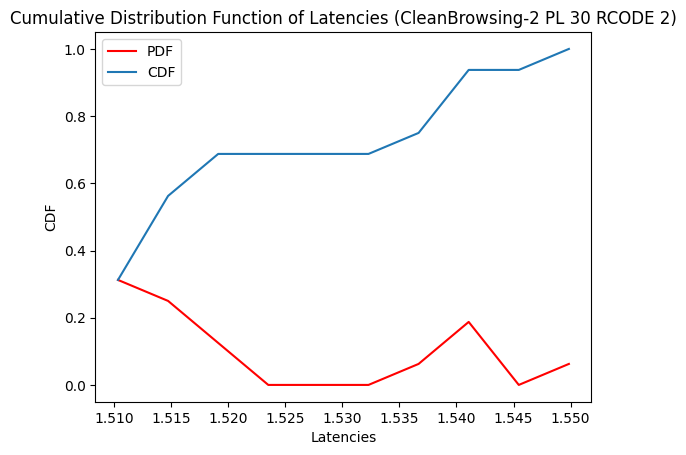 Cumulative Distribution Function of Latencies (CleanBrowsing-2 PL 30 RCODE 2)
PDF
CDF
1.0
0.8
0.6
0.4
0.2
0.0
CDF
1.510 1.515 1.520 1.525 1.530 1.535 1.540 1.545 1.550
Latencies